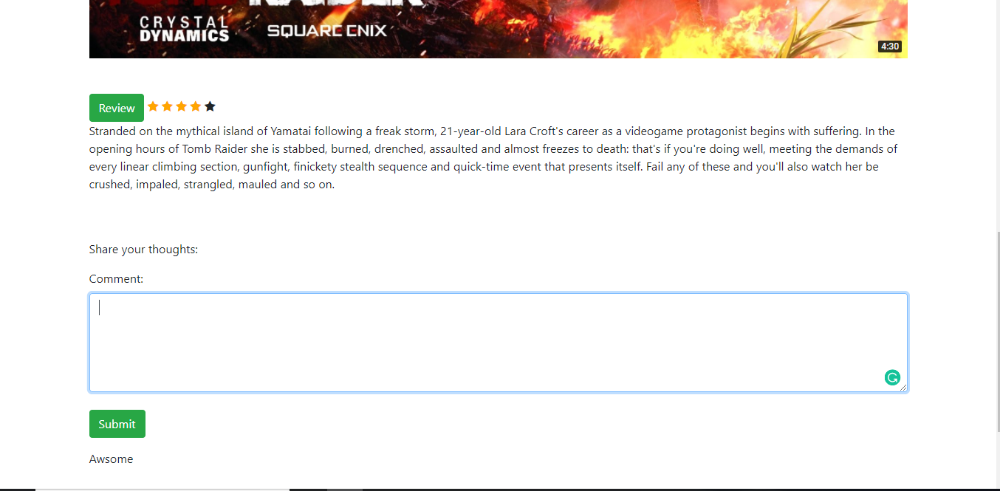 CRYSTAL
DYNAMICS
SQUARE ENIX
4:30
Review
Stranded on the mythical island of Yamatai following a freak storm, 21-year-old Lara Croft's career as a videogame protagonist begins with suffering. In the
opening hours of Tomb Raider she is stabbed, burned, drenched, assaulted and almost freezes to death: that's if you're doing well, meeting the demands of
every linear climbing section, gunfight, finickety stealth sequence and quick-time event that presents itself. Fail any of these and you'll also watch her be
crushed, impaled, strangled, mauled and so on.
Share your thoughts:
Comment:
Submit
Awsome